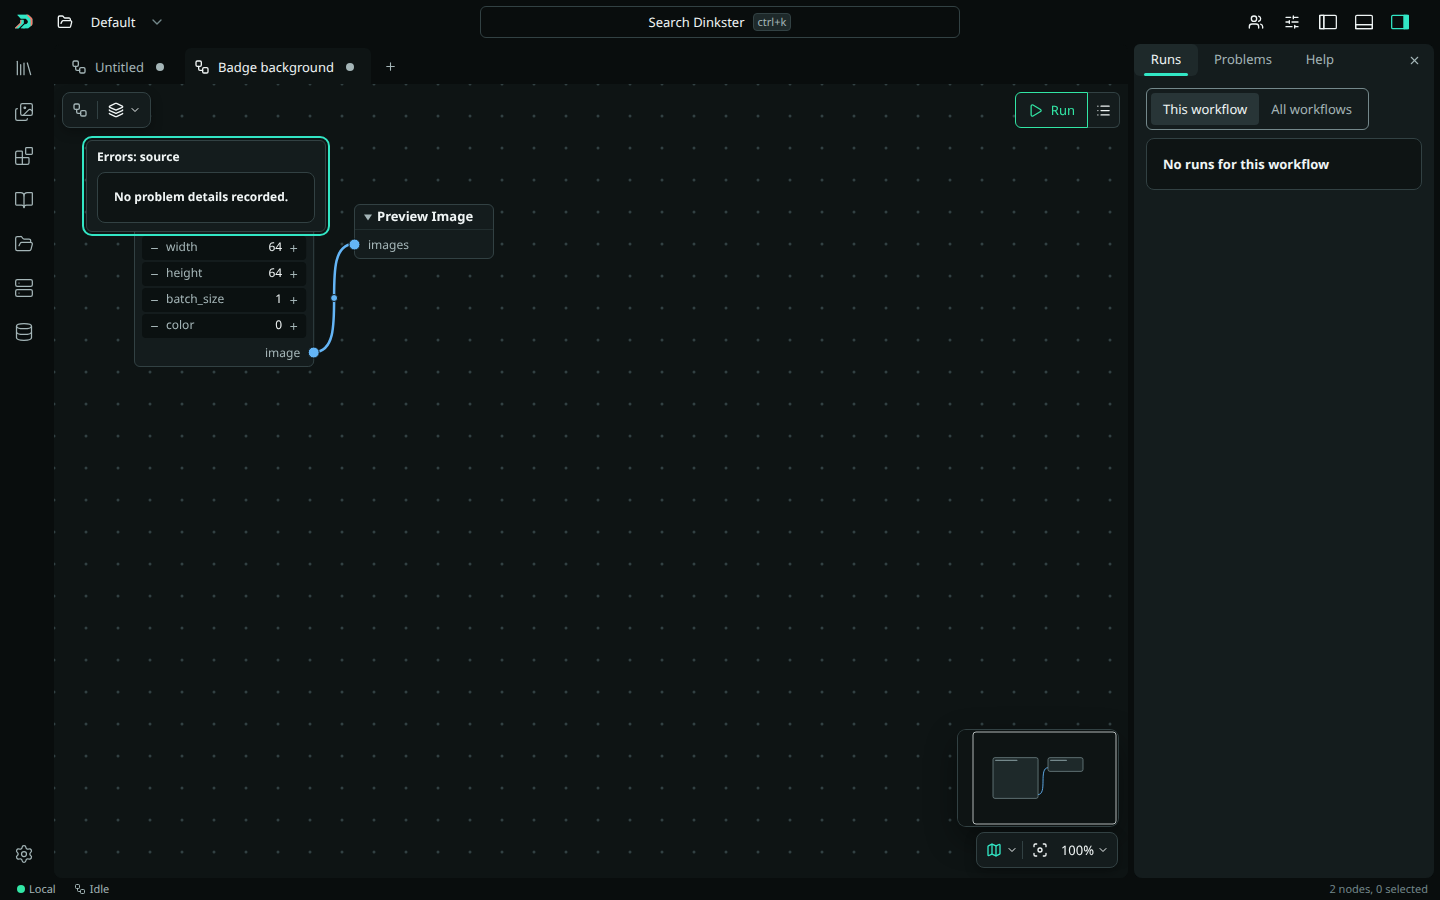 Default
Search Dinkster ctrl+k
Untitled
Badge background
Run
Runs
Problems
Help
This workflow
All workflows
No runs for this workflow
Errors: source
No problem details recorded.
width 64
height 64
batch_size 1
color 0
image
Preview Image
images
100%
Local
Idle
2 nodes, 0 selected